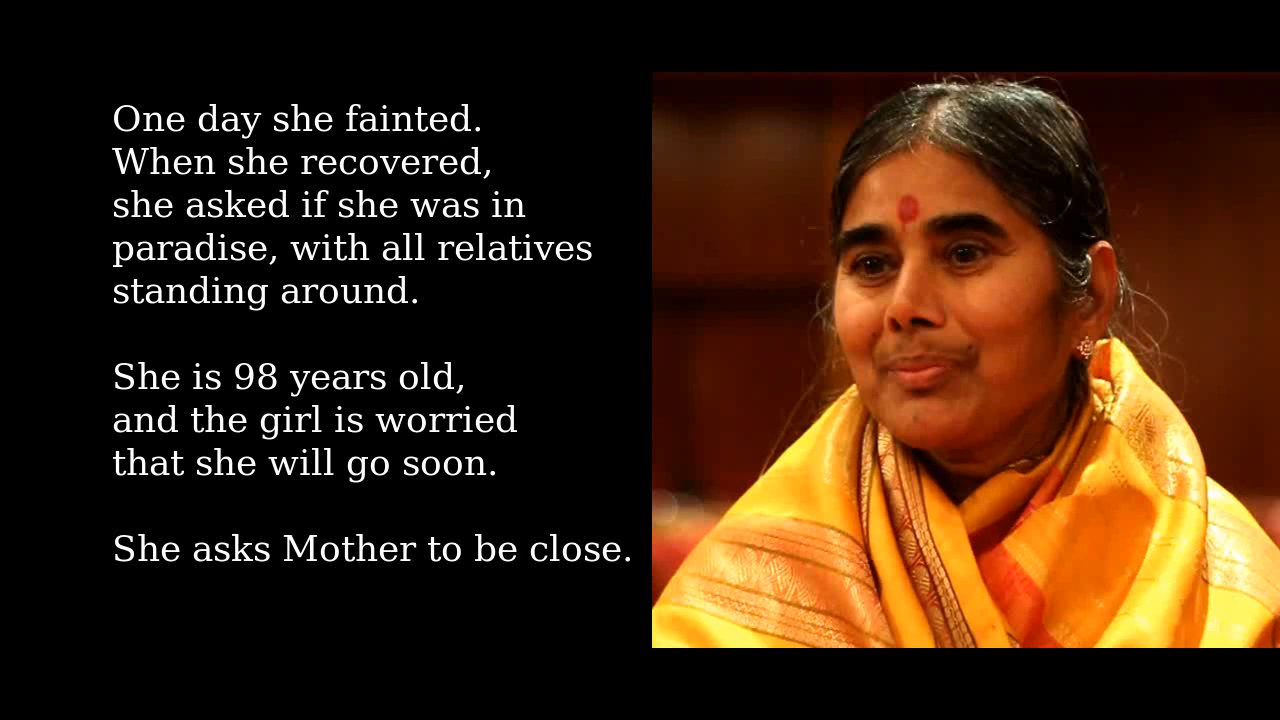 One day she fainted.
When she recovered,
she asked if she was in
paradise, with all relatives
standing around.
She is 98 years old,
and the girl is worried
that she will go soon.
She asks Mother to be close.